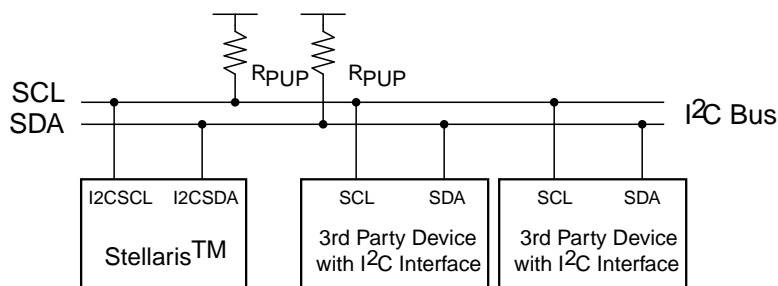 RPUP
RPUP
SCL
SDA
I2C Bus
I2CSCL
I2CSDA
SCL
SDA
SCL
SDA
Stellaris™
3rd Party Device
with I2C Interface
3rd Party Device
with I2C Interface